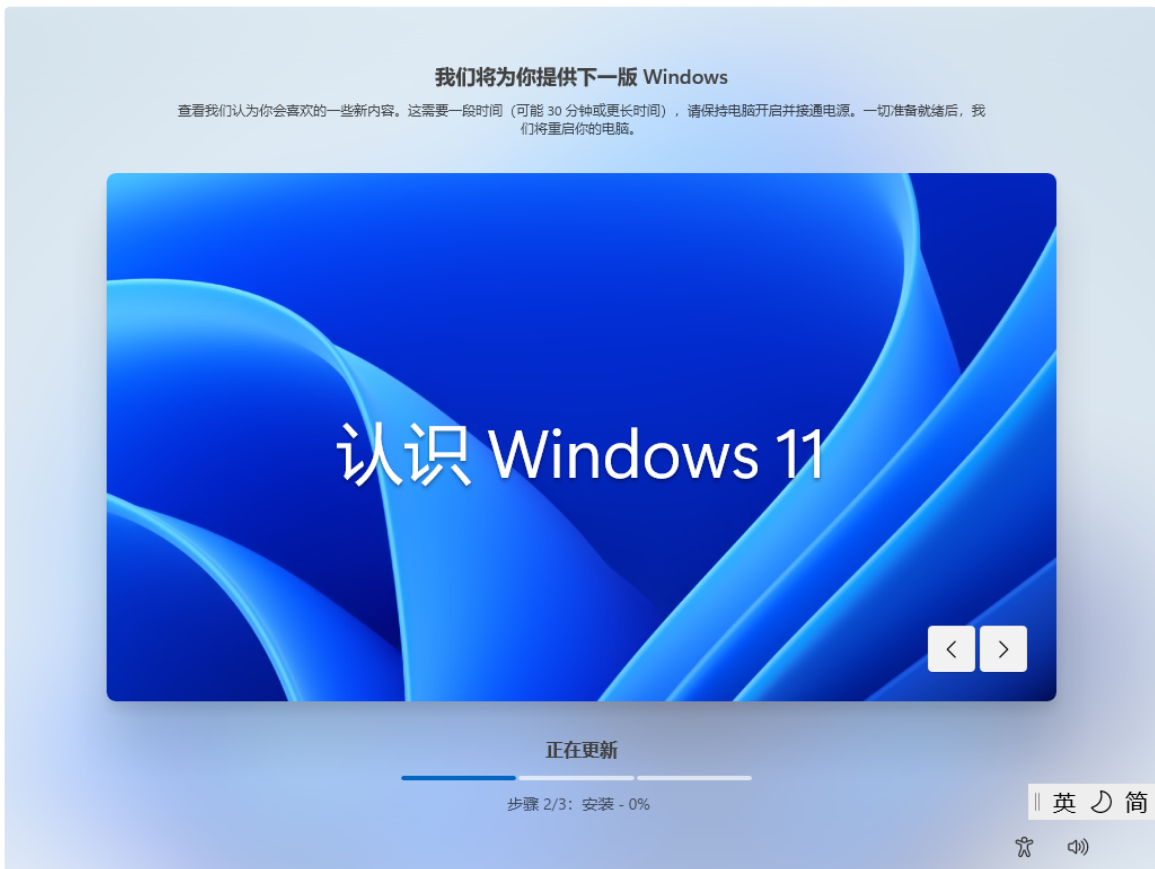 我们将为你提供下一版 Windows
查看我们认为你会喜欢的一些新内容。这需要一段时间（可能 30 分钟或更长时间），请保持电脑开启并接通电源。一切准备就绪后，我
们将重启你的电脑。
认识 Windows 11
正在更新
步骤 2/3：安装 - 0%
英 简